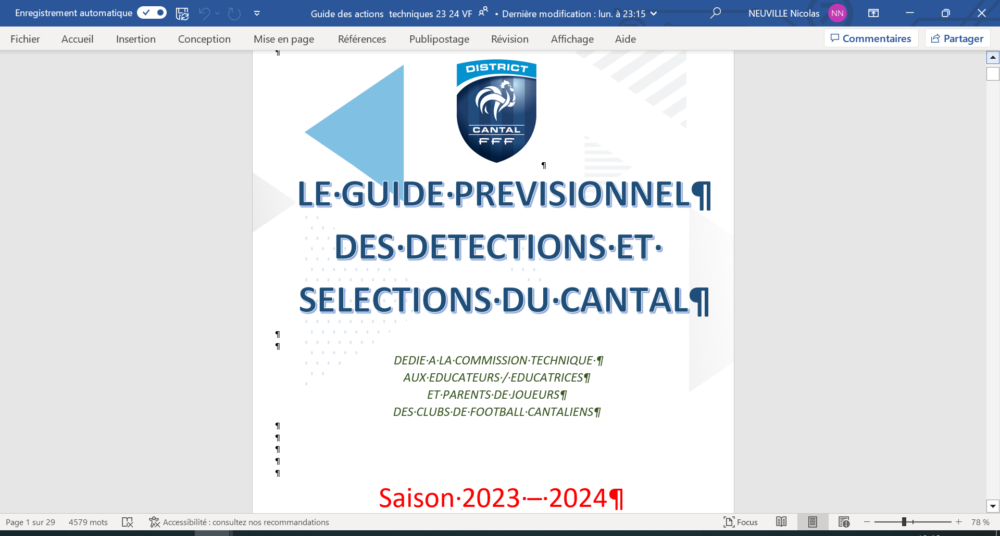 Enregistrement automatique
Guide des actions techniques 23 24 VF • Dernière modification : lun. à 23:15
NEUVILLE Nicolas NN
Fichier Accueil Insertion Conception Mise en page Références Publipostage Révision Affichage Aide
Commentaires Partager
¶
DISTRICT
CANTAL
FFF
¶
LE·GUIDE·PREVISIONNEL¶
DES·DETECTIONS·ET·
SELECTIONS·DU·CANTAL¶
¶
¶
DEDIE·A·LA·COMMISSION·TECHNIQUE·¶
AUX·EDUCATEURS·/·EDUCATRICES¶
ET·PARENTS·DE·JOUEURS¶
DES·CLUBS·DE·FOOTBALL·CANTALIENS¶
¶
¶
¶
¶
¶
Saison·2023·–·2024¶
Page 1 sur 29 4579 mots Accessibilité : consultez nos recommandations Focus 78 %